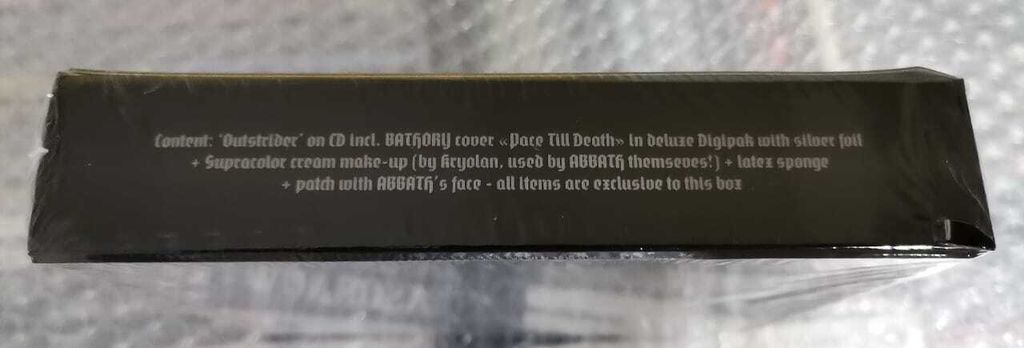 Content: "Outstrider" on CD incl. BATHORY cover «Pace Till Death» in deluxe Digipak with silver foil
+ Supracolor cream make-up (by Kryolan, used by ABBATH themseves!) + latex sponge
+ patch with ABBATH's face - all items are exclusive to this box